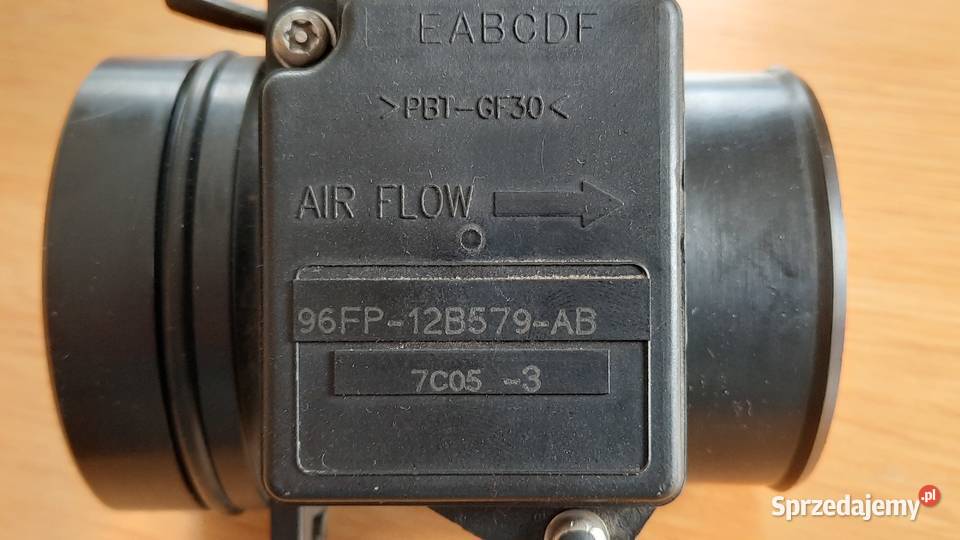 EABCDF
>PBT-GF30<
AIR FLOW
96FP-12B579-AB
7C05 -3
Sprzedajemy.pl